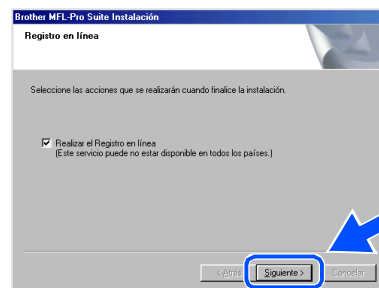 Brother MFL-Pro Suite Instalación
Registro en línea
Seleccione las acciones que se realizarán cuando finalice la instalación.
Realizar el Registro en línea
(Este servicio puede no estar disponible en todos los países.)
< Atrás Siguiente > Cancelar